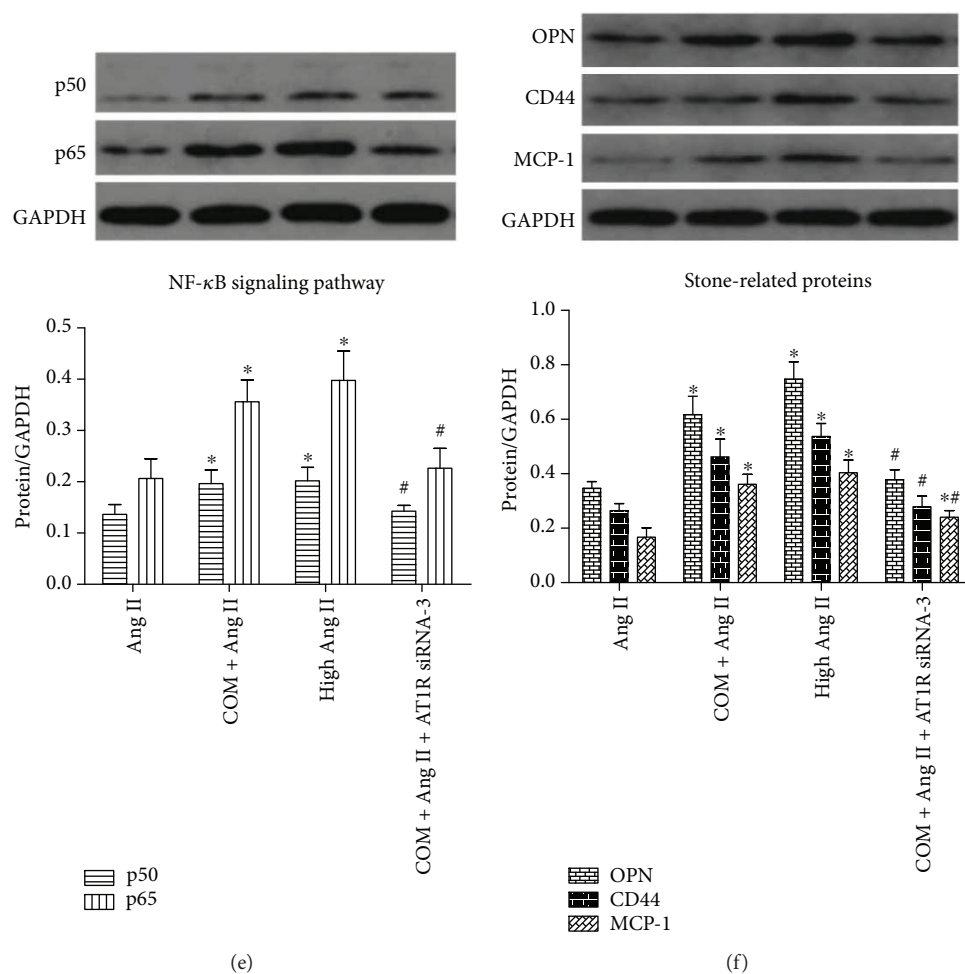 p50
p65
GAPDH
NF-κB signaling pathway
Protein/GAPDH
0.5
0.4
0.3
0.2
0.1
0.0
*
*
*
*
#
#
Ang II
COM + Ang II
High Ang II
COM + Ang II + AT1R siRNA-3
p50
p65
(e)
OPN
CD44
MCP-1
GAPDH
Stone-related proteins
Protein/GAPDH
1.0
0.8
0.6
0.4
0.2
0.0
*
*
*
*
*
*
#
#
*#
Ang II
COM + Ang II
High Ang II
COM + Ang II + AT1R siRNA-3
OPN
CD44
MCP-1
(f)